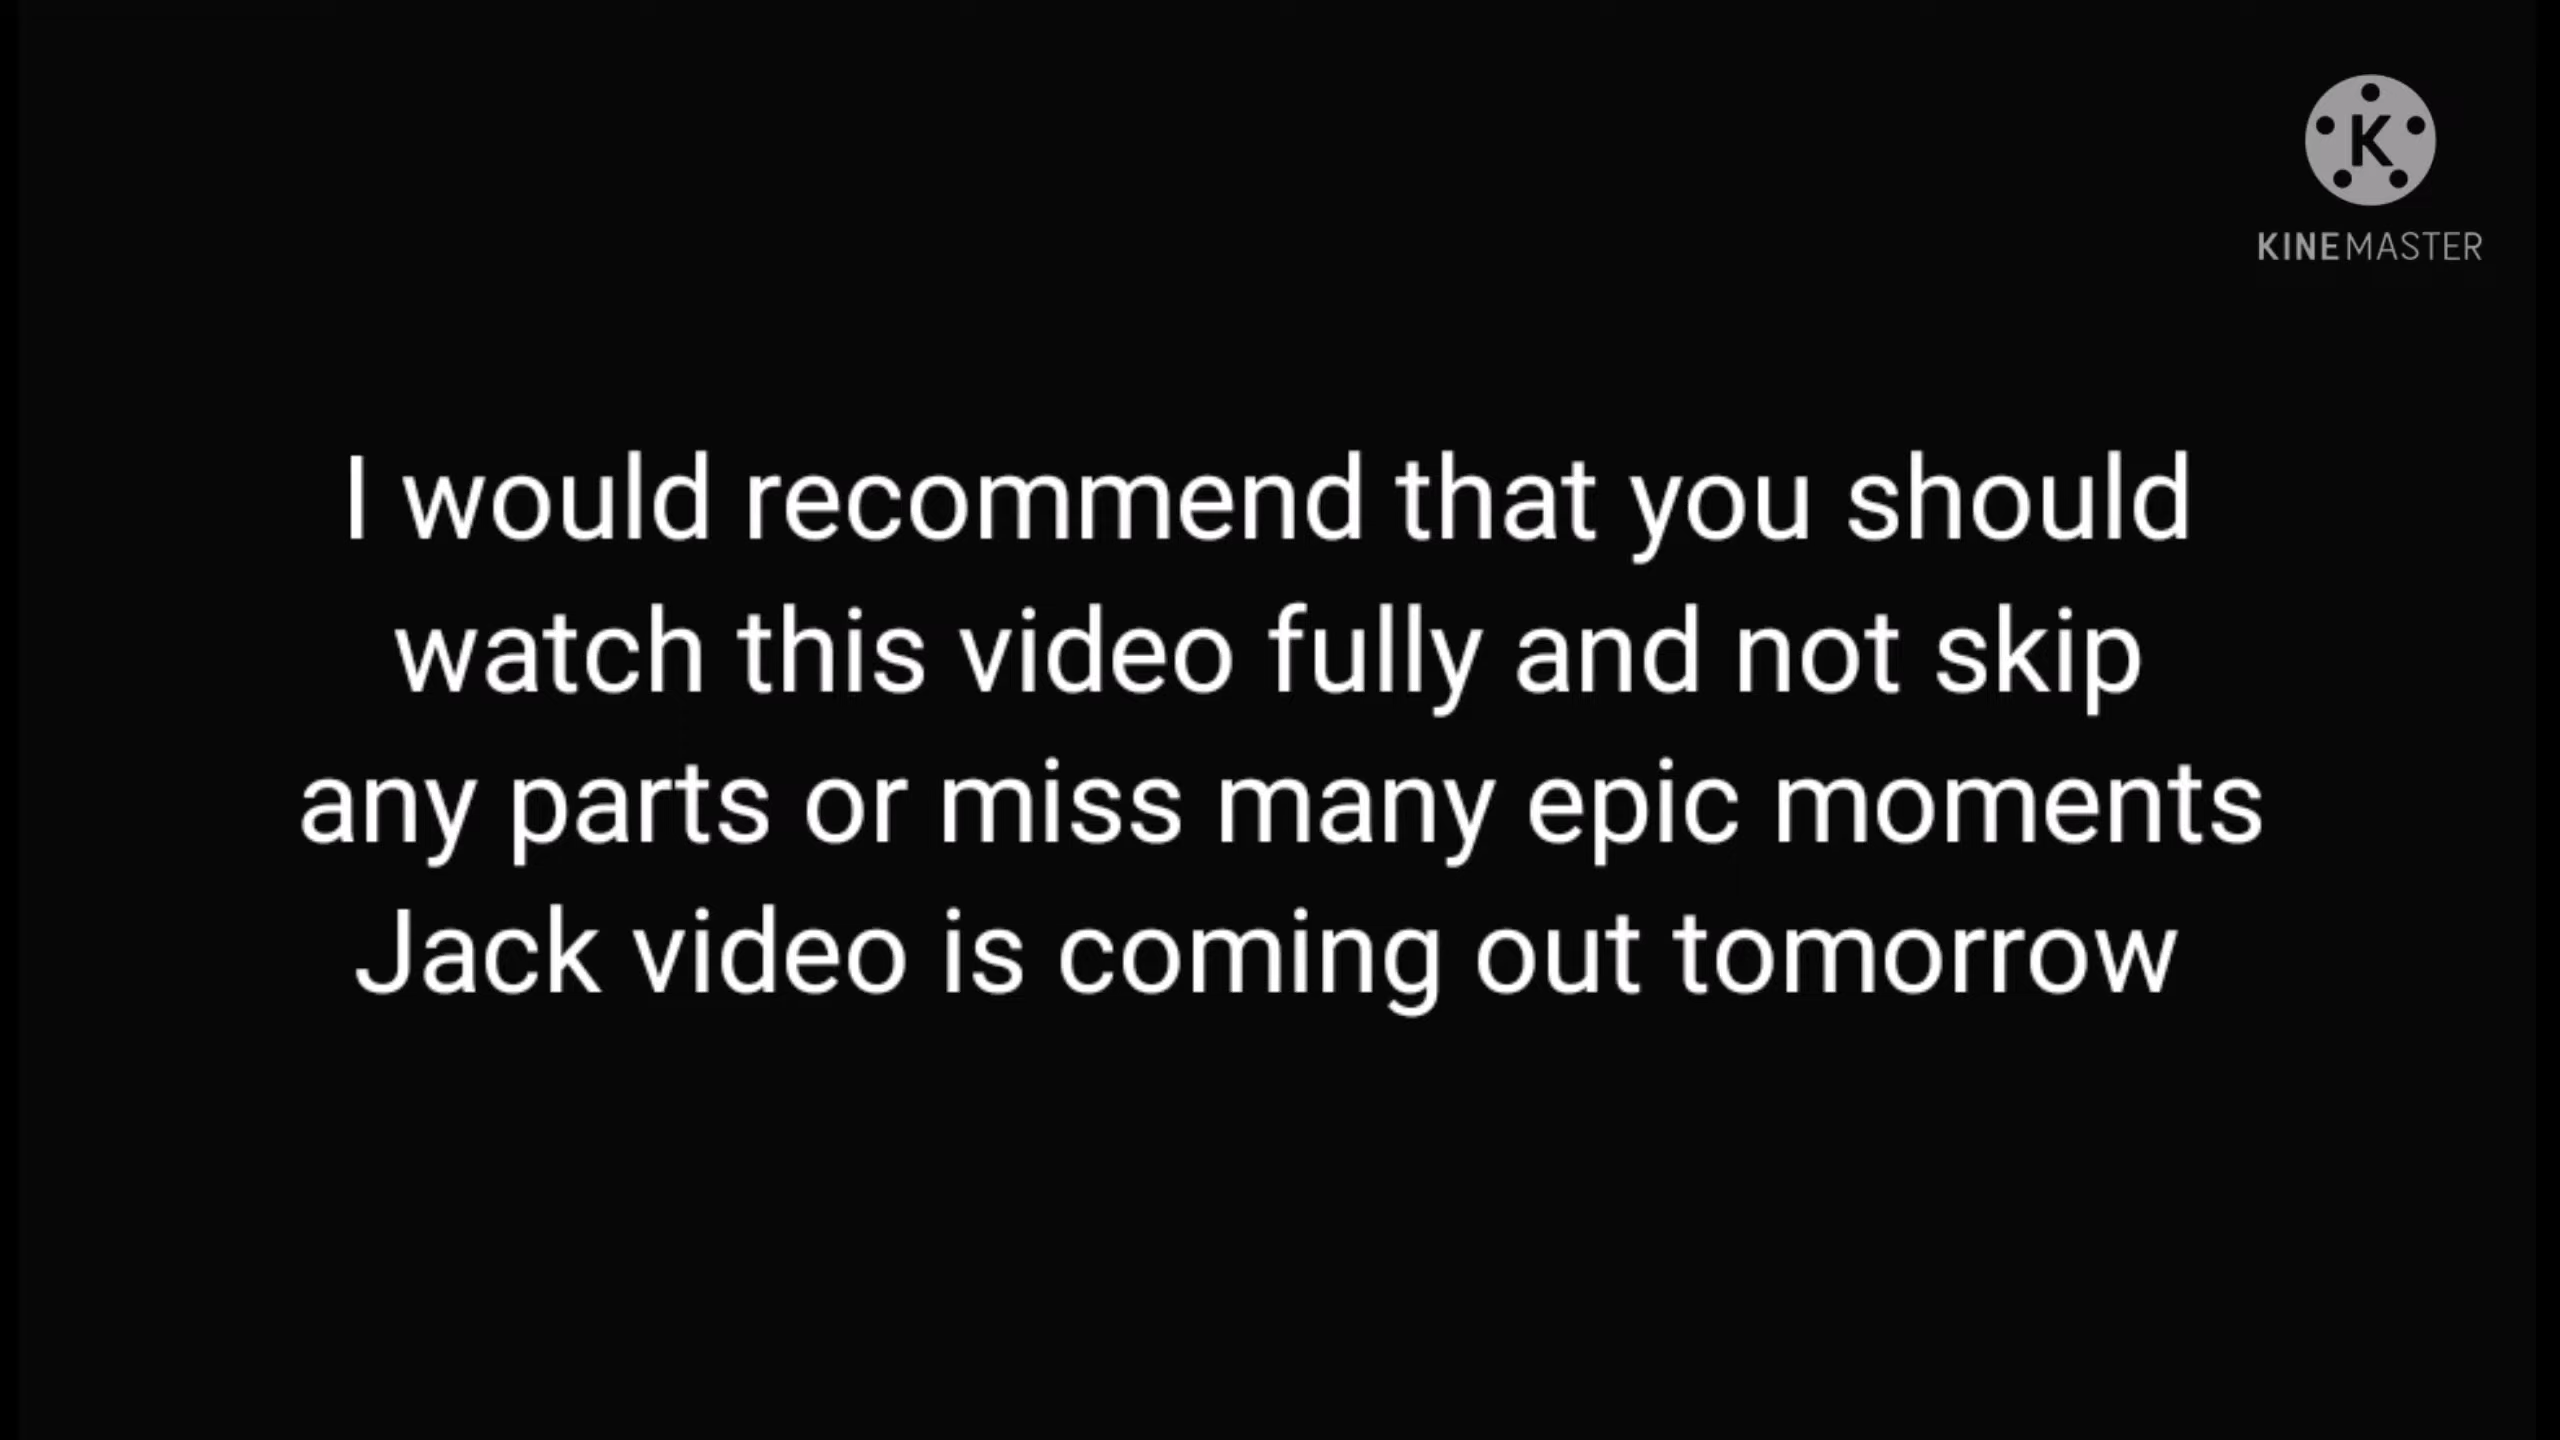 K
KINEMASTER
I would recommend that you should
watch this video fully and not skip
any parts or miss many epic moments
Jack video is coming out tomorrow